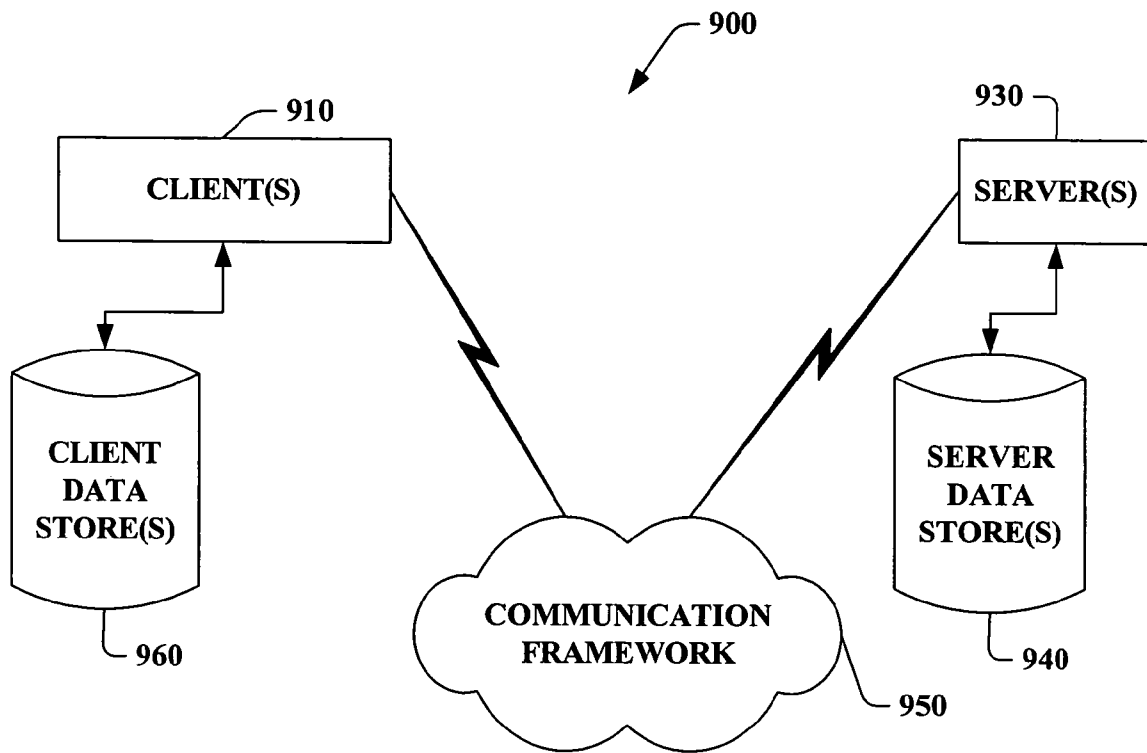 900
910
930
CLIENT(S)
SERVER(S)
CLIENT
DATA
STORE(S)
SERVER
DATA
STORE(S)
COMMUNICATION
FRAMEWORK
960
940
950